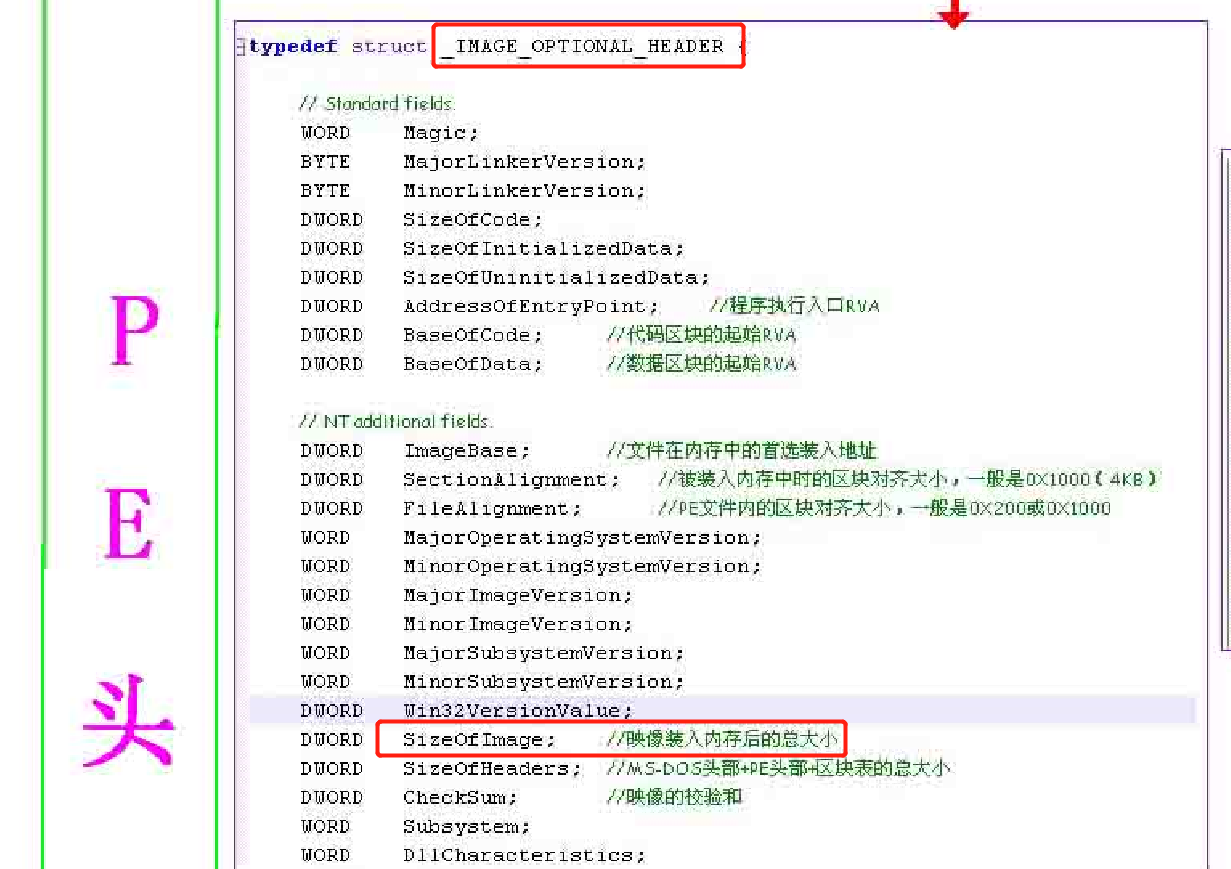 typedef struct _IMAGE_OPTIONAL_HEADER {
// Standard fields.
WORD Magic;
BYTE MajorLinkerVersion;
BYTE MinorLinkerVersion;
DWORD SizeOfCode;
DWORD SizeOfInitializedData;
DWORD SizeOfUninitializedData;
DWORD AddressOfEntryPoint; //程序执行入口RVA
DWORD BaseOfCode; //代码区块的起始RVA
DWORD BaseOfData; //数据区块的起始RVA
// NT additional fields.
DWORD ImageBase; //文件在内存中的首选装入地址
DWORD SectionAlignment; //被装入内存中时的区块对齐大小，一般是0X1000（4KB）
DWORD FileAlignment; //PE文件内的区块对齐大小，一般是0X200或0X1000
WORD MajorOperatingSystemVersion;
WORD MinorOperatingSystemVersion;
WORD MajorImageVersion;
WORD MinorImageVersion;
WORD MajorSubsystemVersion;
WORD MinorSubsystemVersion;
DWORD Win32VersionValue;
DWORD SizeOfImage; //映像装入内存后的总大小
DWORD SizeOfHeaders; //MS-DOS头部+PE头部+区块表的总大小
DWORD CheckSum; //映像的校验和
WORD Subsystem;
WORD DllCharacteristics;
P
E
头